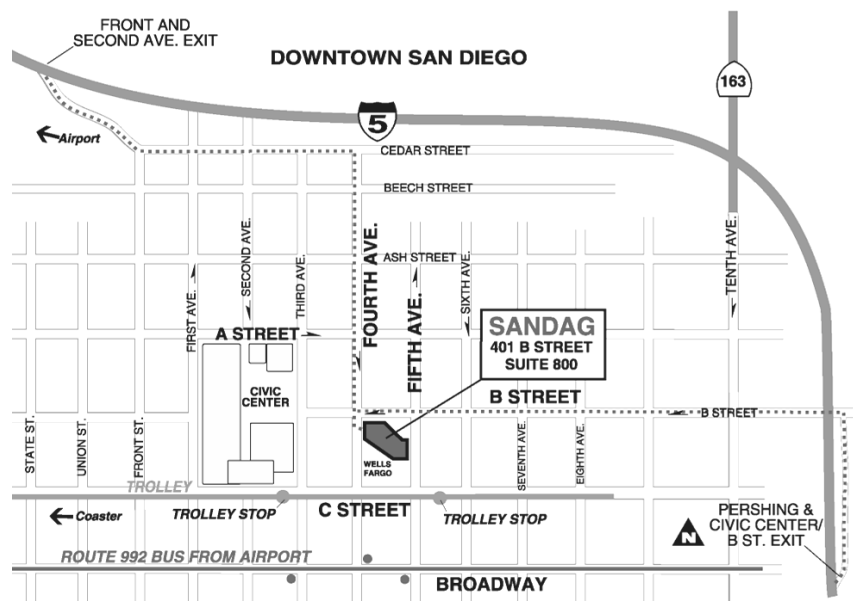 FRONT AND
SECOND AVE. EXIT
DOWNTOWN SAN DIEGO
163
5
Airport
CEDAR STREET
BEECH STREET
ASH STREET
FIRST AVE.
SECOND AVE.
THIRD AVE.
FOURTH AVE.
FIFTH AVE.
SIXTH AVE.
TENTH AVE.
A STREET
SANDAG
401 B STREET
SUITE 800
CIVIC
CENTER
B STREET
B STREET
STATE ST.
UNION ST.
FRONT ST.
SEVENTH AVE.
EIGHTH AVE.
WELLS
FARGO
TROLLEY
Coaster
TROLLEY STOP
C STREET
TROLLEY STOP
PERSHING &
CIVIC CENTER/
B ST. EXIT
N
ROUTE 992 BUS FROM AIRPORT
BROADWAY